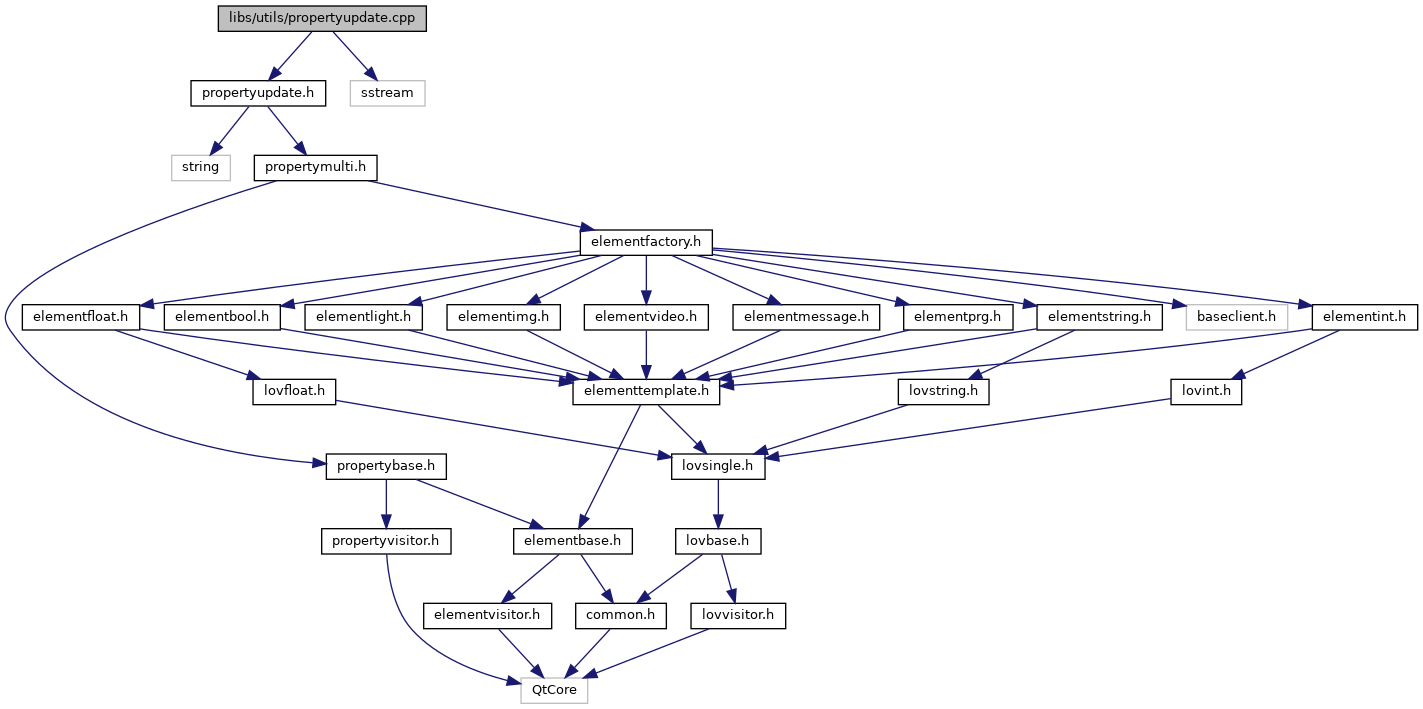 libs/utils/propertyupdate.cpp
propertyupdate.h
sstream
string
propertymulti.h
elementfactory.h
elementfloat.h
elementbool.h
elementlight.h
elementimg.h
elementvideo.h
elementmessage.h
elementprg.h
elementstring.h
baseclient.h
elementint.h
lovfloat.h
elementtemplate.h
lovstring.h
lovint.h
propertybase.h
lovsingle.h
propertyvisitor.h
elementbase.h
lovbase.h
elementvisitor.h
common.h
lovvisitor.h
QtCore